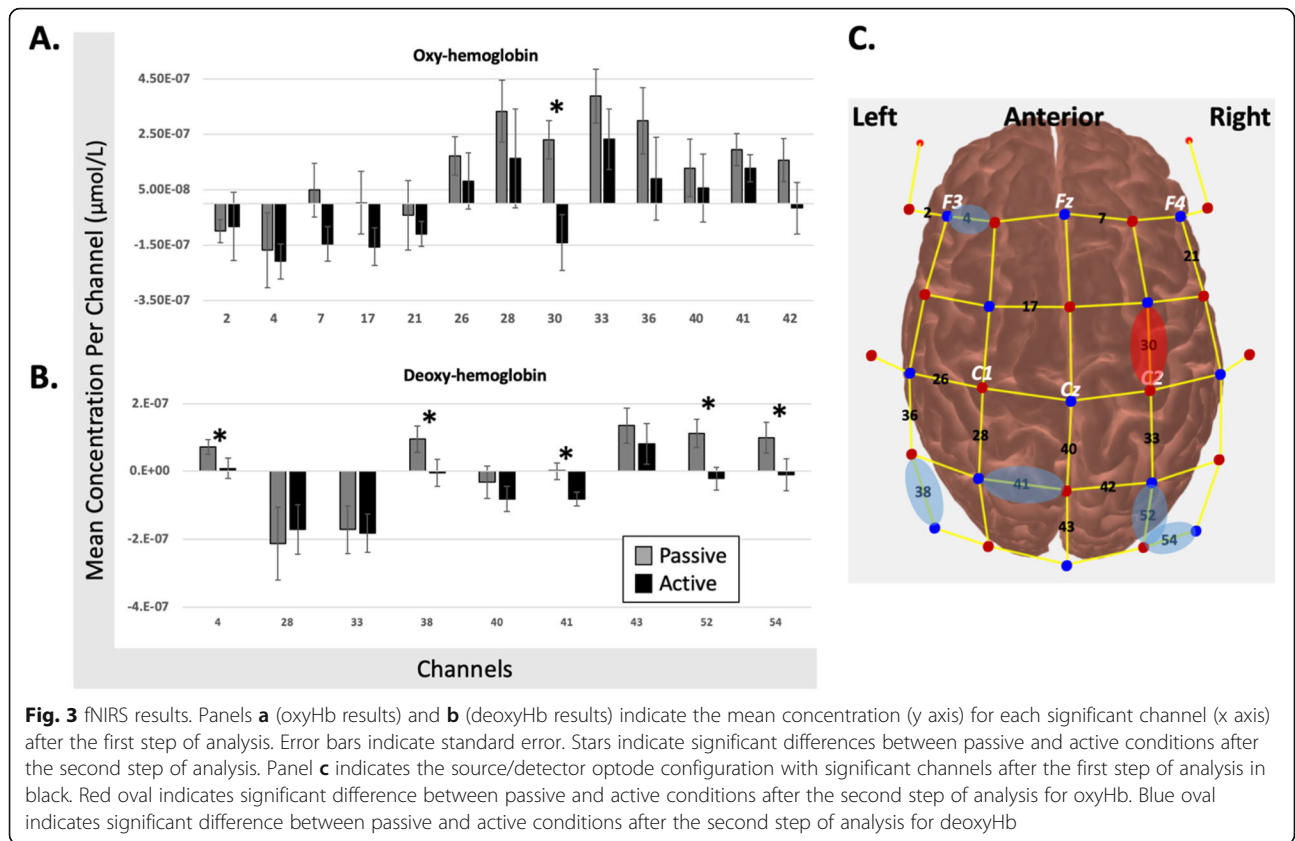 A.
Oxy-hemoglobin
Mean Concentration Per Channel (µmol/L)
4.50E-07
2.50E-07
5.00E-08
-1.50E-07
-3.50E-07
*
2 4 7 17 21 26 28 30 33 36 40 41 42
B.
Deoxy-hemoglobin
2.E-07
0.E+00
-2.E-07
-4.E-07
* * * * *
Passive
Active
4 28 33 38 40 41 43 52 54
Channels
C.
Left Anterior Right
F3 Fz F4
2 4 7
21
17
30
C1 Cz C2
26
36 28 40 33
38 41 42 52
43 54
Fig. 3 fNIRS results. Panels a (oxyHb results) and b (deoxyHb results) indicate the mean concentration (y axis) for each significant channel (x axis)
after the first step of analysis. Error bars indicate standard error. Stars indicate significant differences between passive and active conditions after
the second step of analysis. Panel c indicates the source/detector optode configuration with significant channels after the first step of analysis in
black. Red oval indicates significant difference between passive and active conditions after the second step of analysis for oxyHb. Blue oval
indicates significant difference between passive and active conditions after the second step of analysis for deoxyHb